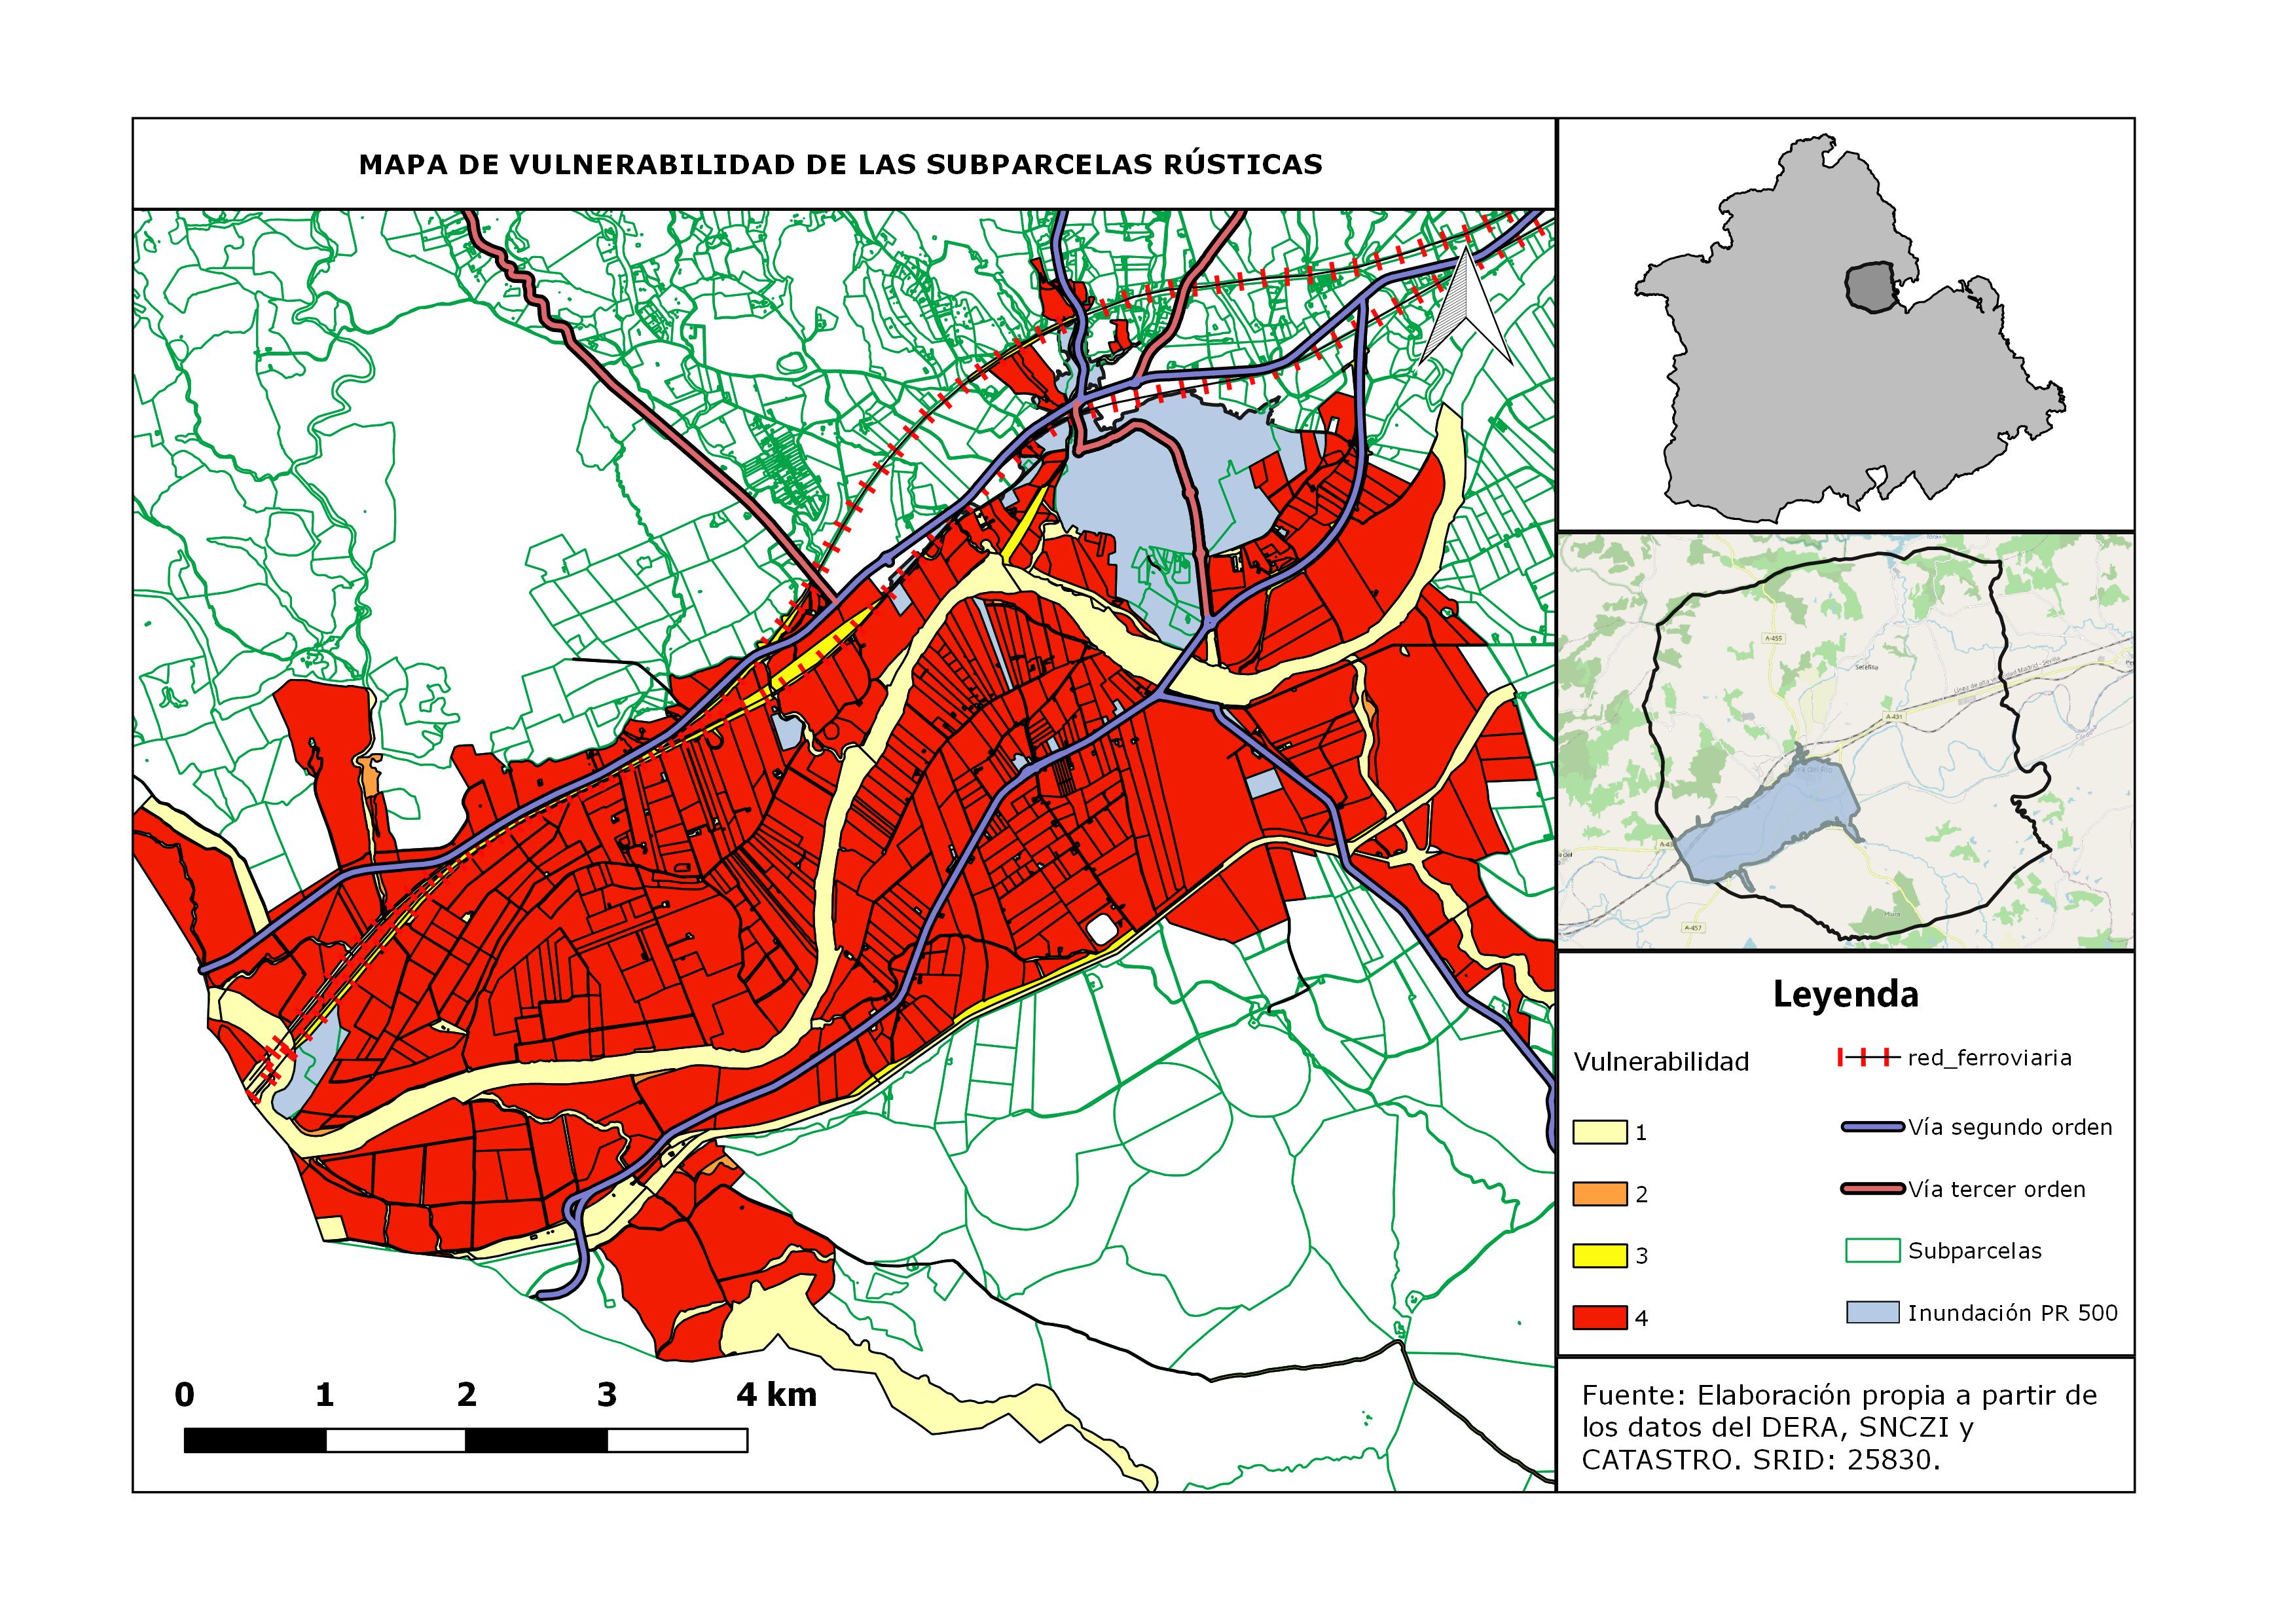 MAPA DE VULNERABILIDAD DE LAS SUBPARCELAS RÚSTICAS
0 1 2 3 4 km
A-455
A-431
A-457
Leyenda
Vulnerabilidad
1
2
3
4
red_ferroviaria
Vía segundo orden
Vía tercer orden
Subparcelas
Inundación PR 500
Fuente: Elaboración propia a partir de
los datos del DERA, SNCZI y
CATASTRO. SRID: 25830.